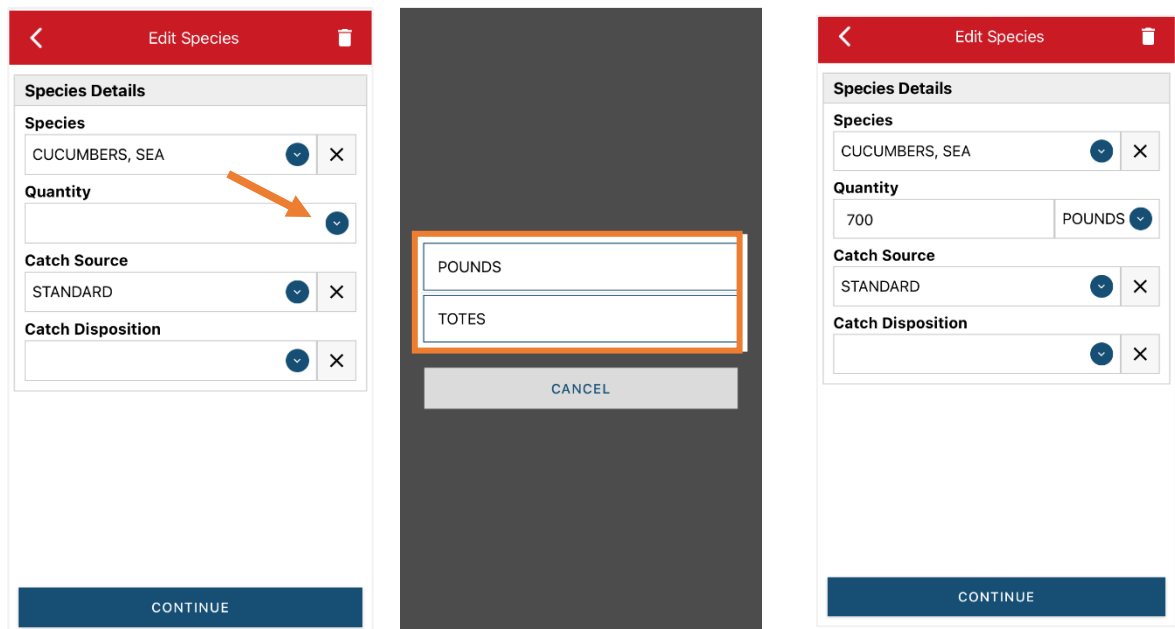 Edit Species
Species Details
Species
CUCUMBERS, SEA
Quantity
Catch Source
STANDARD
Catch Disposition
CONTINUE
POUNDS
TOTES
CANCEL
Edit Species
Species Details
Species
CUCUMBERS, SEA
Quantity
700 POUNDS
Catch Source
STANDARD
Catch Disposition
CONTINUE